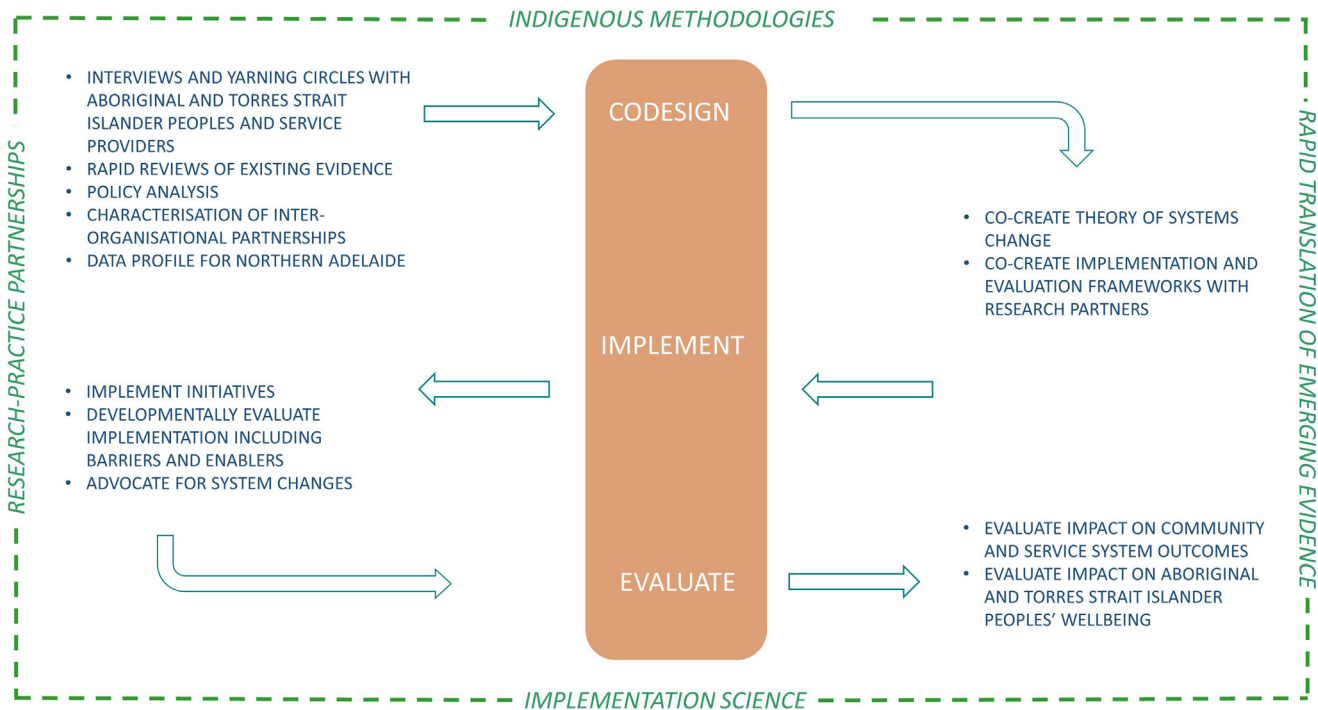 INDIGENOUS METHODOLOGIES
• INTERVIEWS AND YARNING CIRCLES WITH
ABORIGINAL AND TORRES STRAIT
ISLANDER PEOPLES AND SERVICE
PROVIDERS
• RAPID REVIEWS OF EXISTING EVIDENCE
• POLICY ANALYSIS
• CHARACTERISATION OF INTER-
ORGANISATIONAL PARTNERSHIPS
• DATA PROFILE FOR NORTHERN ADELAIDE
CODESIGN
• CO-CREATE THEORY OF SYSTEMS
CHANGE
• CO-CREATE IMPLEMENTATION AND
EVALUATION FRAMEWORKS WITH
RESEARCH PARTNERS
IMPLEMENT
• IMPLEMENT INITIATIVES
• DEVELOPMENTALLY EVALUATE
IMPLEMENTATION INCLUDING
BARRIERS AND ENABLERS
• ADVOCATE FOR SYSTEM CHANGES
EVALUATE
• EVALUATE IMPACT ON COMMUNITY
AND SERVICE SYSTEM OUTCOMES
• EVALUATE IMPACT ON ABORIGINAL
AND TORRES STRAIT ISLANDER
PEOPLES’ WELLBEING
RESEARCH-PRACTICE PARTNERSHIPS
RAPID TRANSLATION OF EMERGING EVIDENCE
IMPLEMENTATION SCIENCE